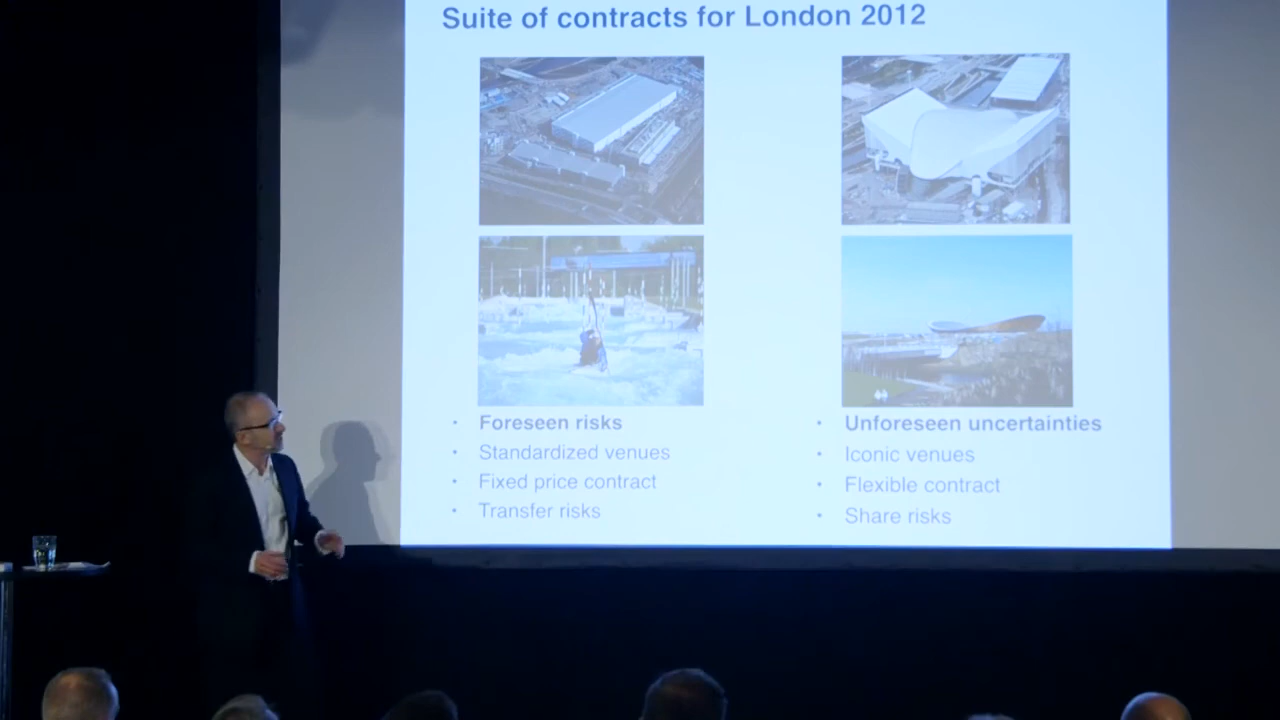 Suite of contracts for London 2012
• Foreseen risks
• Standardized venues
• Fixed price contract
• Transfer risks
• Unforeseen uncertainties
• Iconic venues
• Flexible contract
• Share risks